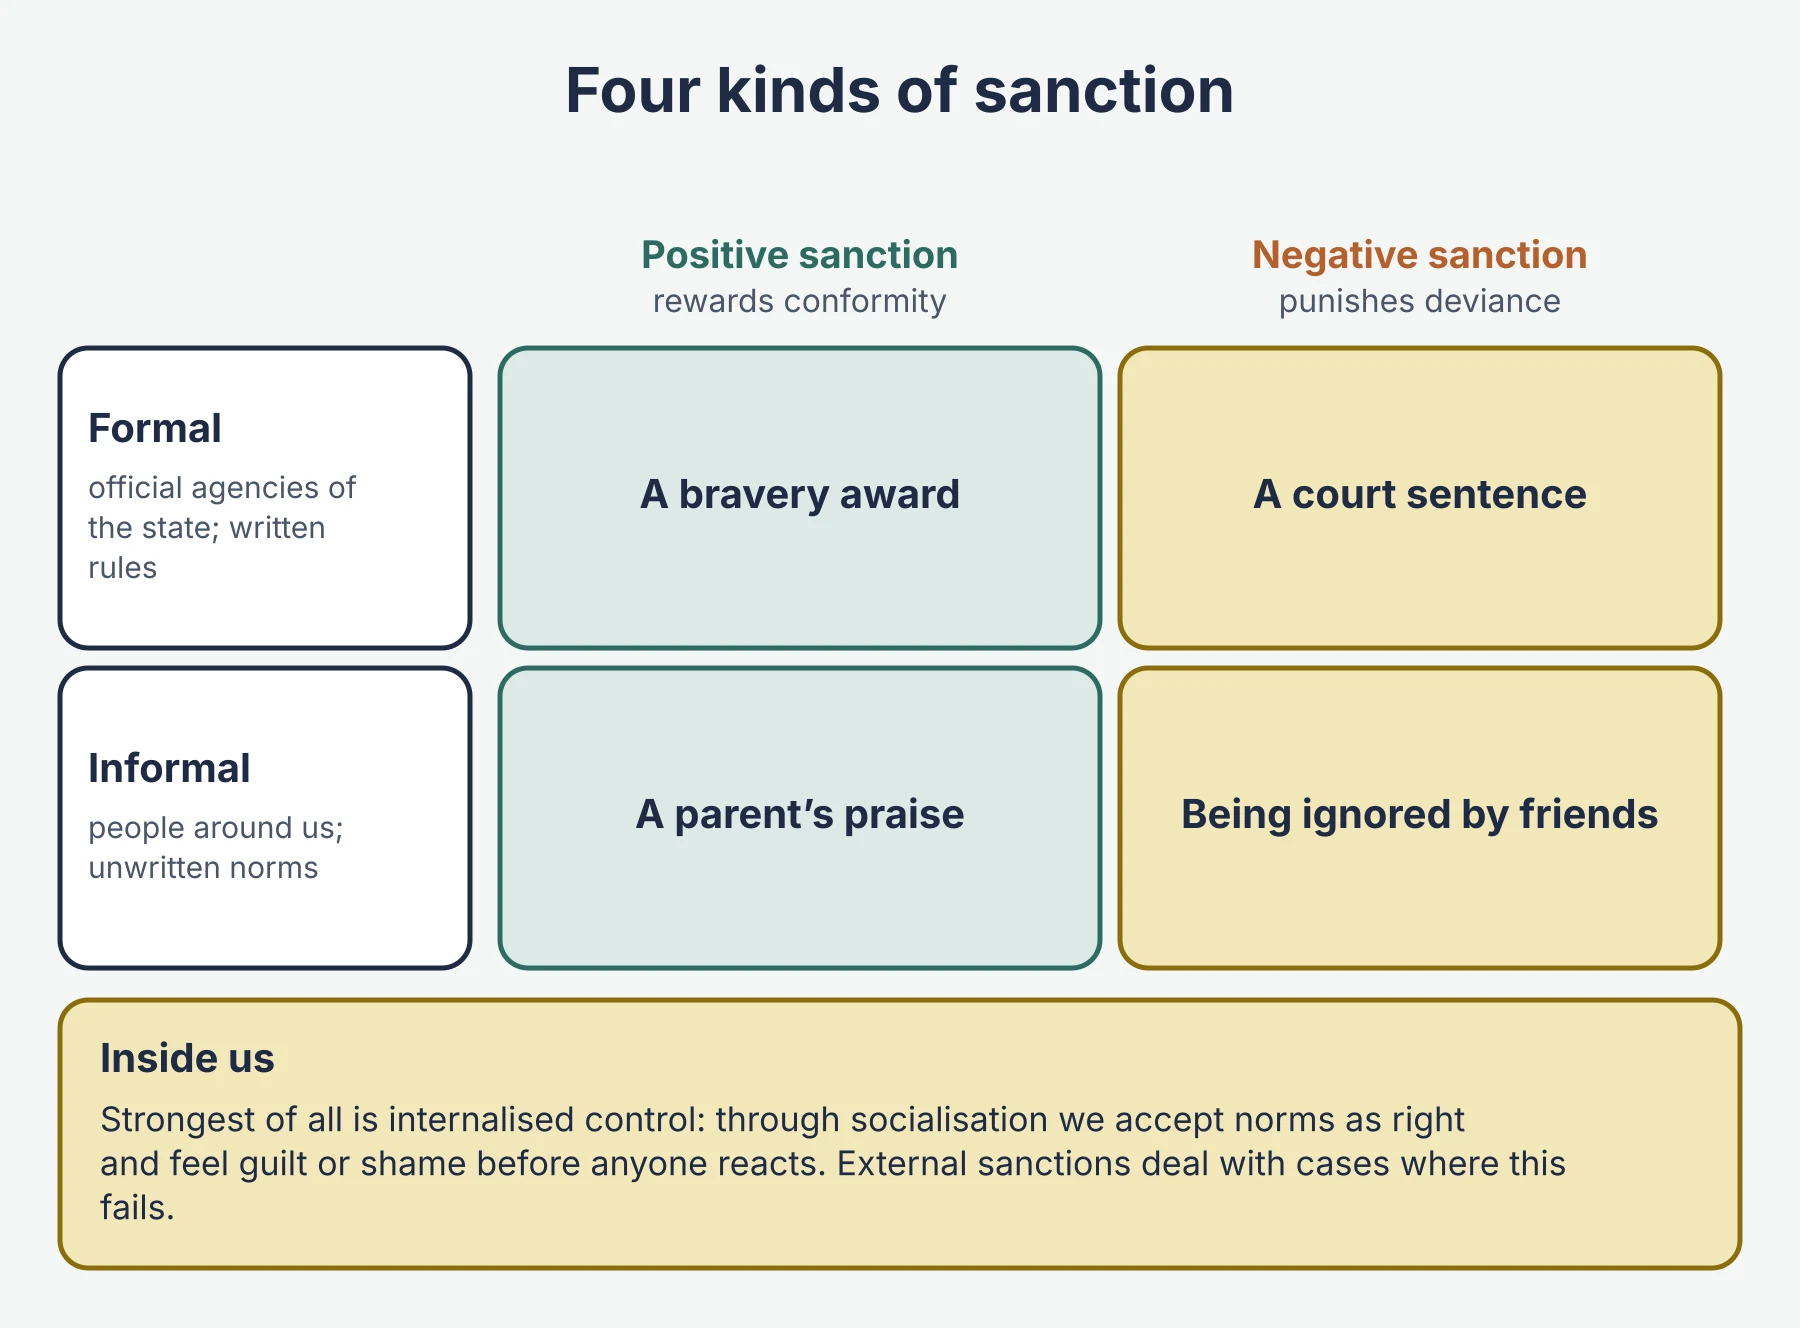 Four kinds of sanction
Positive sanction
rewards conformity
Negative sanction
punishes deviance
Formal
official agencies of
the state; written
rules
A bravery award
A court sentence
Informal
people around us;
unwritten norms
A parent’s praise
Being ignored by friends
Inside us
Strongest of all is internalised control: through socialisation we accept norms as right
and feel guilt or shame before anyone reacts. External sanctions deal with cases where this
fails.